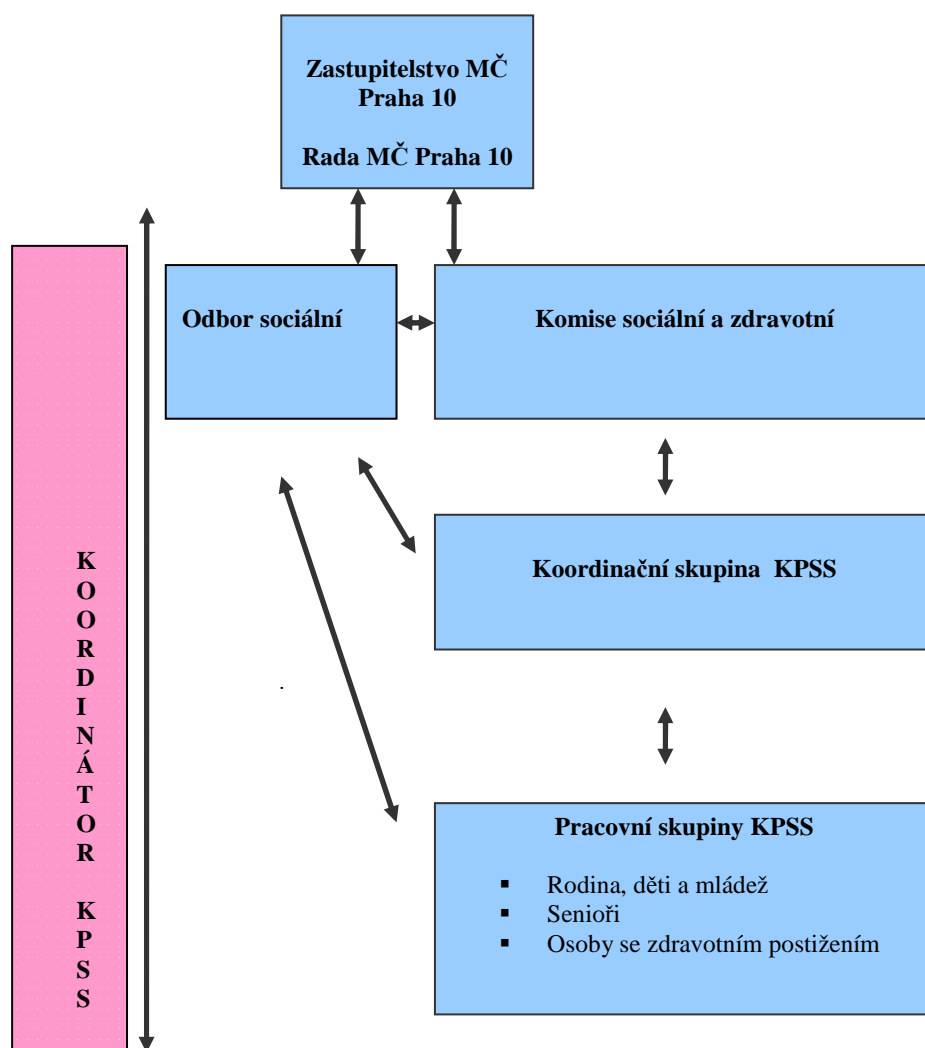 Zastupitelstvo MČ
Praha 10
Rada MČ Praha 10
Odbor sociální
Komise sociální a zdravotní
Koordinační skupina KPSS
Pracovní skupiny KPSS
▪ Rodina, děti a mládež
▪ Senioři
▪ Osoby se zdravotním postižením
K
O
O
R
D
I
N
Á
T
O
R
K
P
S
S